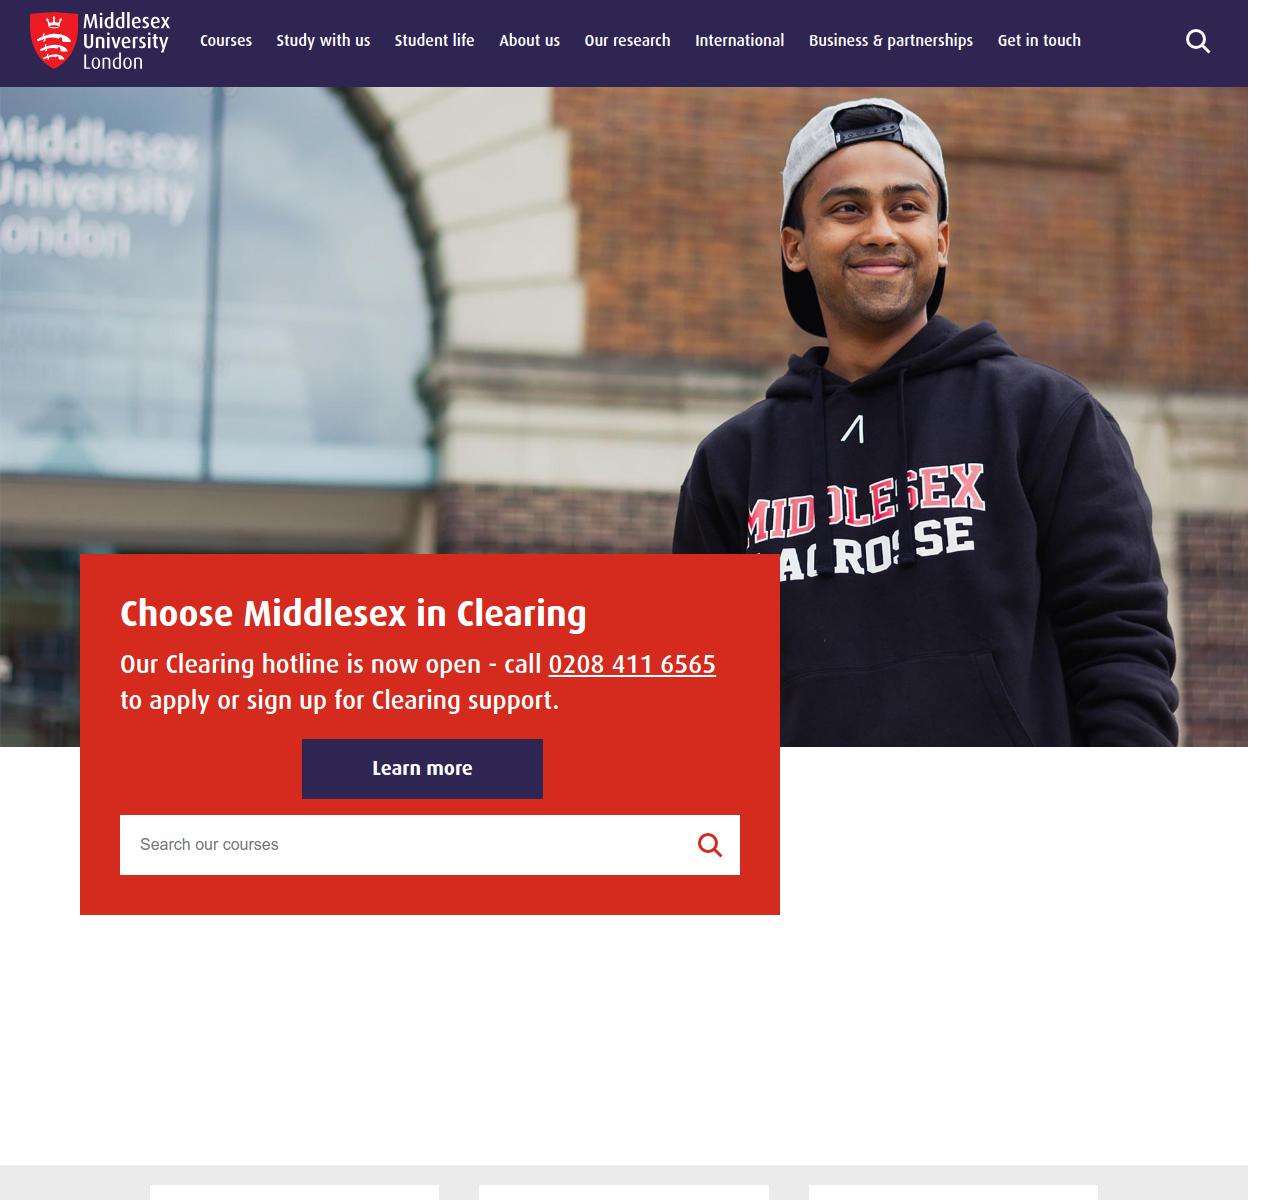 Middlesex
University
London
Courses Study with us Student life About us Our research International Business & partnerships Get in touch
Middlesex
University
London
MIDDLESEX
LACROSSE
Choose Middlesex in Clearing
Our Clearing hotline is now open - call 0208 411 6565
to apply or sign up for Clearing support.
Learn more
Search our courses